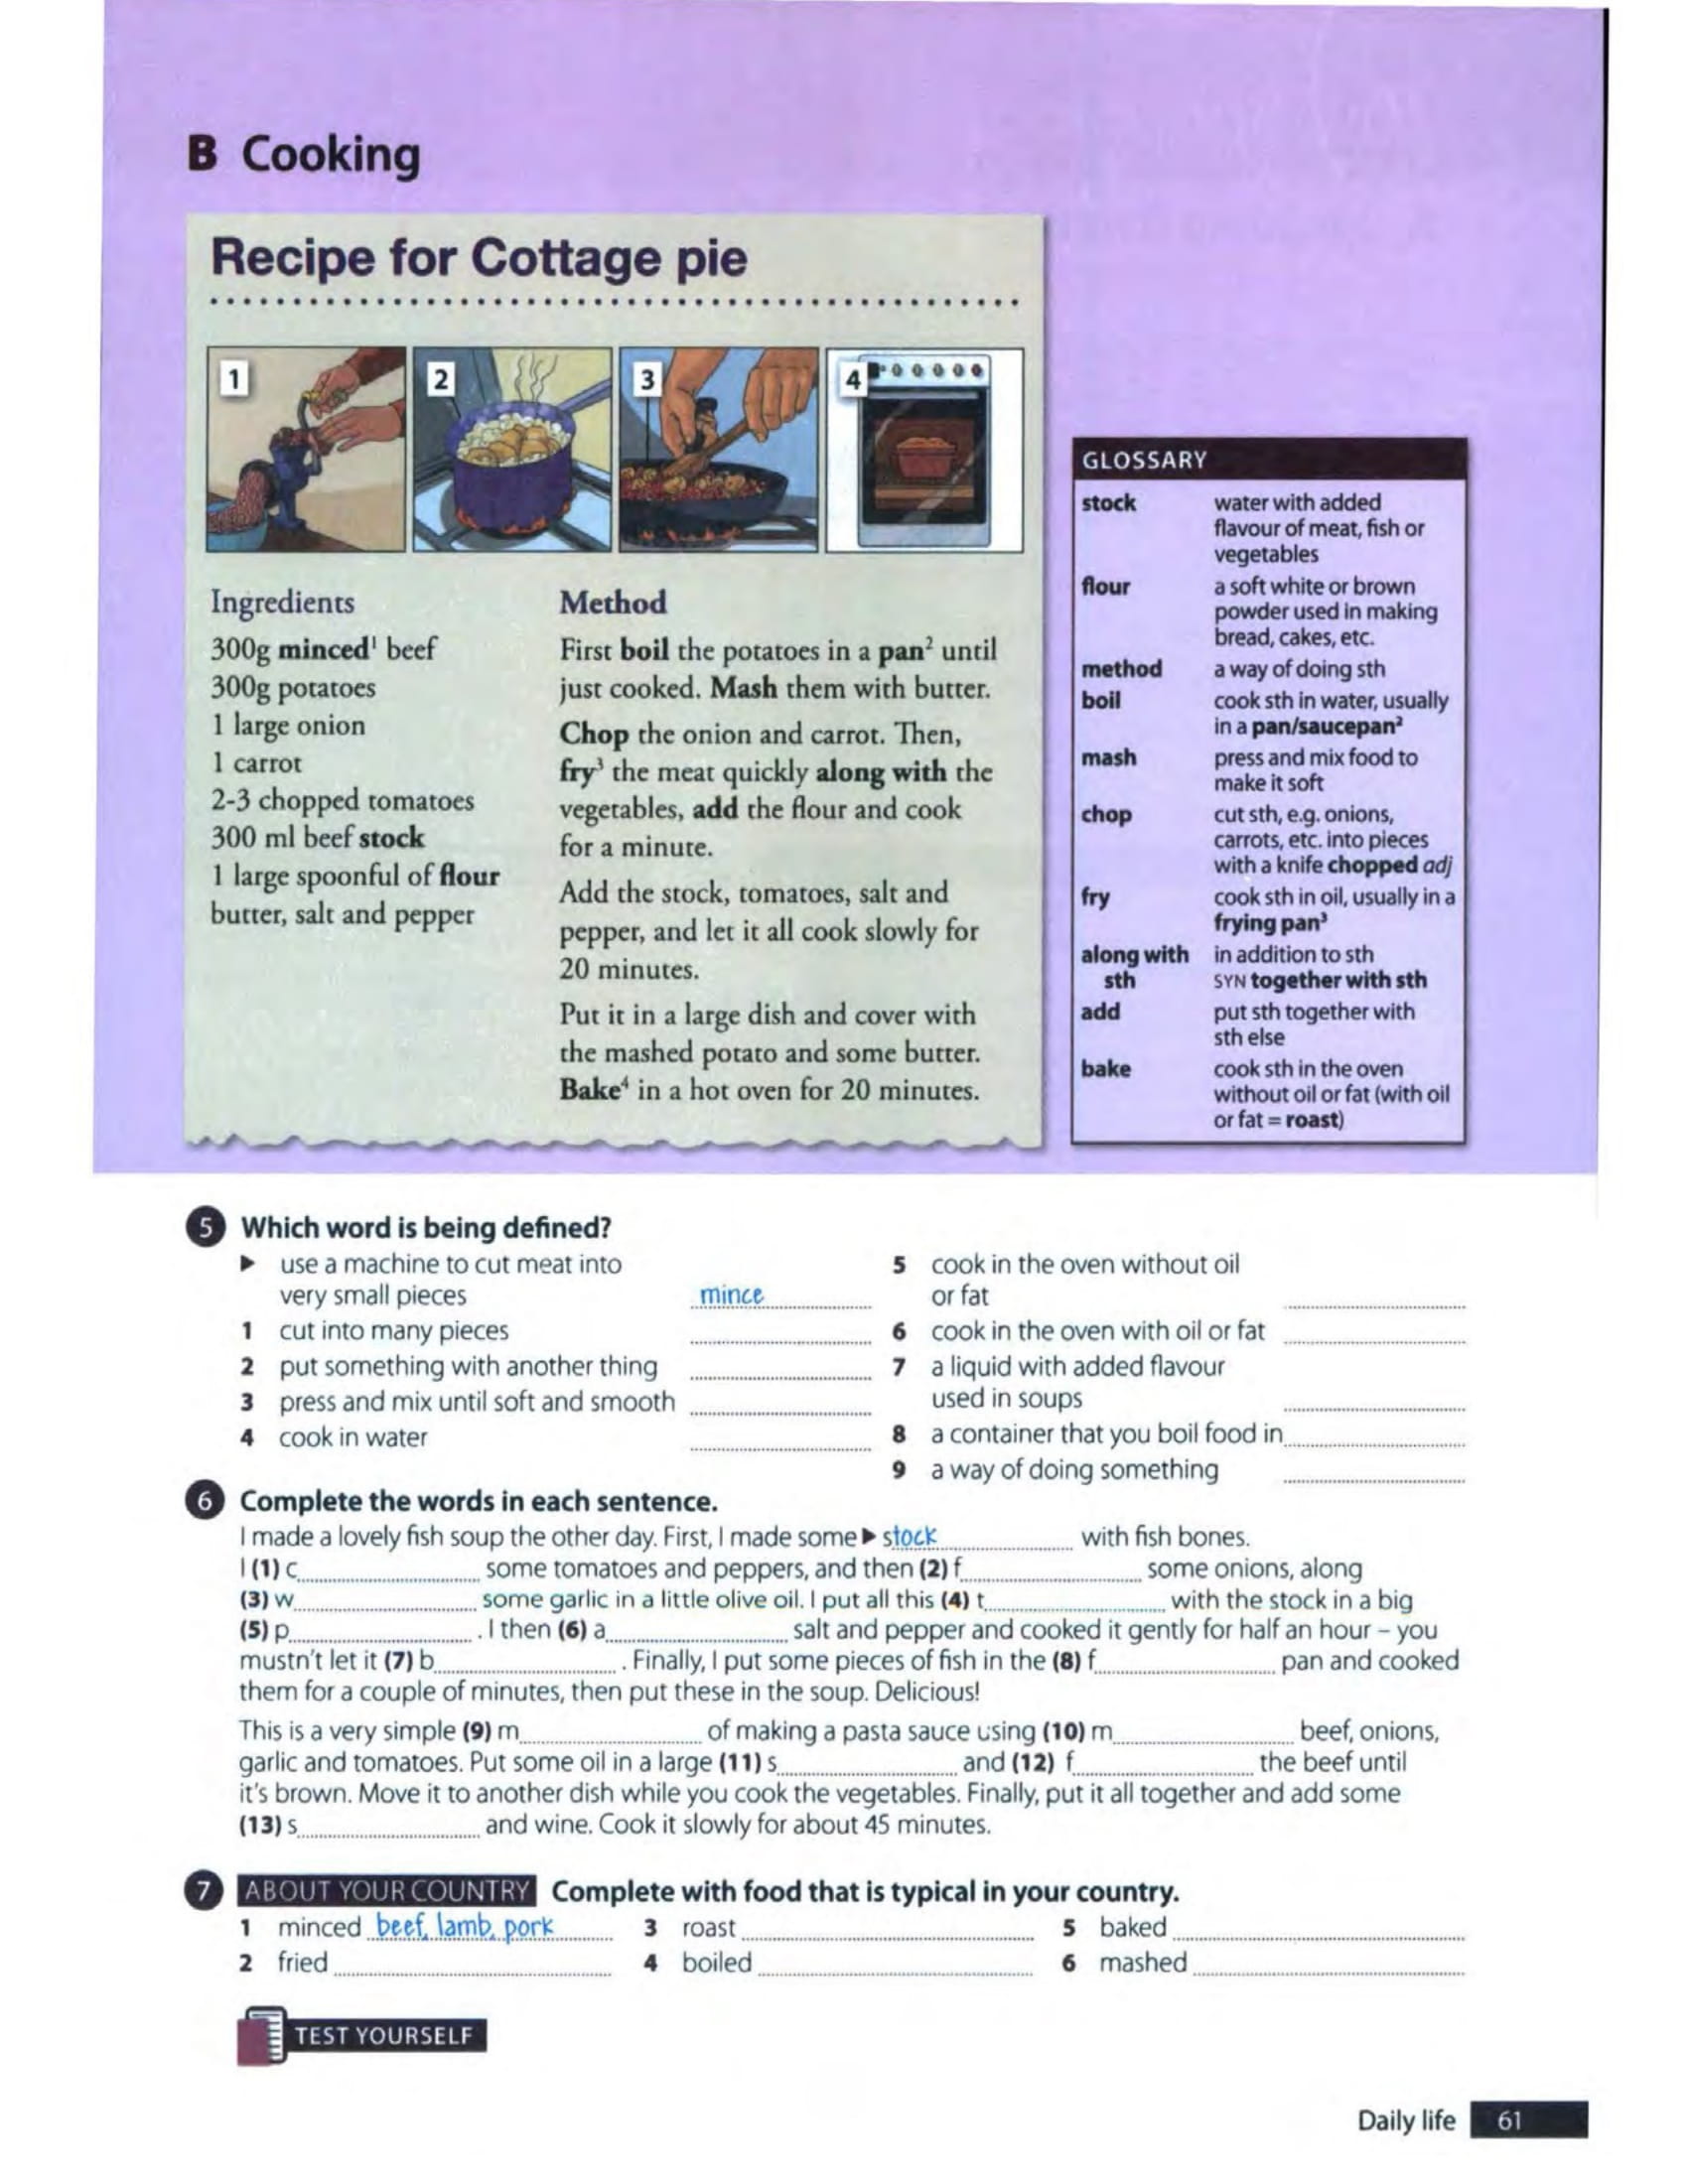 B Cooking
Recipe for Cottage pie
1
2
3
4
Ingredients
300g minced¹ beef
300g potatoes
1 large onion
1 carrot
2-3 chopped tomatoes
300 ml beef stock
1 large spoonful of flour
butter, salt and pepper
Method
First boil the potatoes in a pan² until
just cooked. Mash them with butter.
Chop the onion and carrot. Then,
fry³ the meat quickly along with the
vegetables, add the flour and cook
for a minute.
Add the stock, tomatoes, salt and
pepper, and let it all cook slowly for
20 minutes.
Put it in a large dish and cover with
the mashed potato and some butter.
Bake⁴ in a hot oven for 20 minutes.
GLOSSARY
stock water with added
flavour of meat, fish or
vegetables
flour a soft white or brown
powder used in making
bread, cakes, etc.
method a way of doing sth
boil cook sth in water, usually
in a pan/saucepan²
mash press and mix food to
make it soft
chop cut sth, e.g. onions,
carrots, etc. into pieces
with a knife chopped adj
fry cook sth in oil, usually in a
frying pan³
along with in addition to sth
sth SYN together with sth
add put sth together with
sth else
bake cook sth in the oven
without oil or fat (with oil
or fat = roast)
5 Which word is being defined?
▶ use a machine to cut meat into
very small pieces mince
1 cut into many pieces
2 put something with another thing
3 press and mix until soft and smooth
4 cook in water
5 cook in the oven without oil
or fat
6 cook in the oven with oil or fat
7 a liquid with added flavour
used in soups
8 a container that you boil food in
9 a way of doing something
6 Complete the words in each sentence.
I made a lovely fish soup the other day. First, I made some ▶ stock with fish bones.
I (1) c some tomatoes and peppers, and then (2) f some onions, along
(3) w some garlic in a little olive oil. I put all this (4) t with the stock in a big
(5) p . I then (6) a salt and pepper and cooked it gently for half an hour – you
mustn't let it (7) b . Finally, I put some pieces of fish in the (8) f pan and cooked
them for a couple of minutes, then put these in the soup. Delicious!
This is a very simple (9) m of making a pasta sauce using (10) m beef, onions,
garlic and tomatoes. Put some oil in a large (11) s and (12) f the beef until
it's brown. Move it to another dish while you cook the vegetables. Finally, put it all together and add some
(13) s and wine. Cook it slowly for about 45 minutes.
7 ABOUT YOUR COUNTRY Complete with food that is typical in your country.
1 minced beef, lamb, pork 3 roast 5 baked
2 fried 4 boiled 6 mashed
TEST YOURSELF
Daily life 61